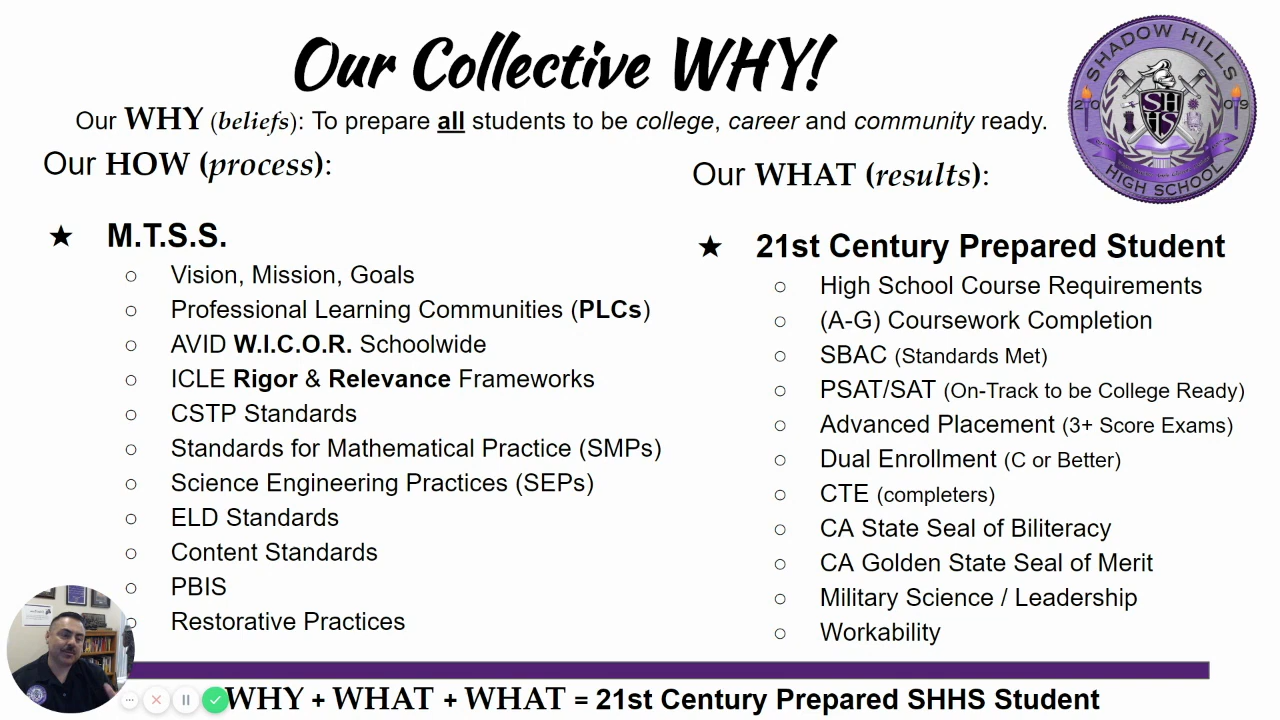 Our Collective WHY!
Our WHY (beliefs): To prepare all students to be college, career and community ready.
Our HOW (process):
★ M.T.S.S.
○ Vision, Mission, Goals
○ Professional Learning Communities (PLCs)
○ AVID W.I.C.O.R. Schoolwide
○ ICLE Rigor & Relevance Frameworks
○ CSTP Standards
○ Standards for Mathematical Practice (SMPs)
○ Science Engineering Practices (SEPs)
○ ELD Standards
○ Content Standards
○ PBIS
○ Restorative Practices
Our WHAT (results):
★ 21st Century Prepared Student
○ High School Course Requirements
○ (A-G) Coursework Completion
○ SBAC (Standards Met)
○ PSAT/SAT (On-Track to be College Ready)
○ Advanced Placement (3+ Score Exams)
○ Dual Enrollment (C or Better)
○ CTE (completers)
○ CA State Seal of Biliteracy
○ CA Golden State Seal of Merit
○ Military Science / Leadership
○ Workability
WHY + WHAT + WHAT = 21st Century Prepared SHHS Student
SHADOW HILLS
2009
SH
HS
HIGH SCHOOL